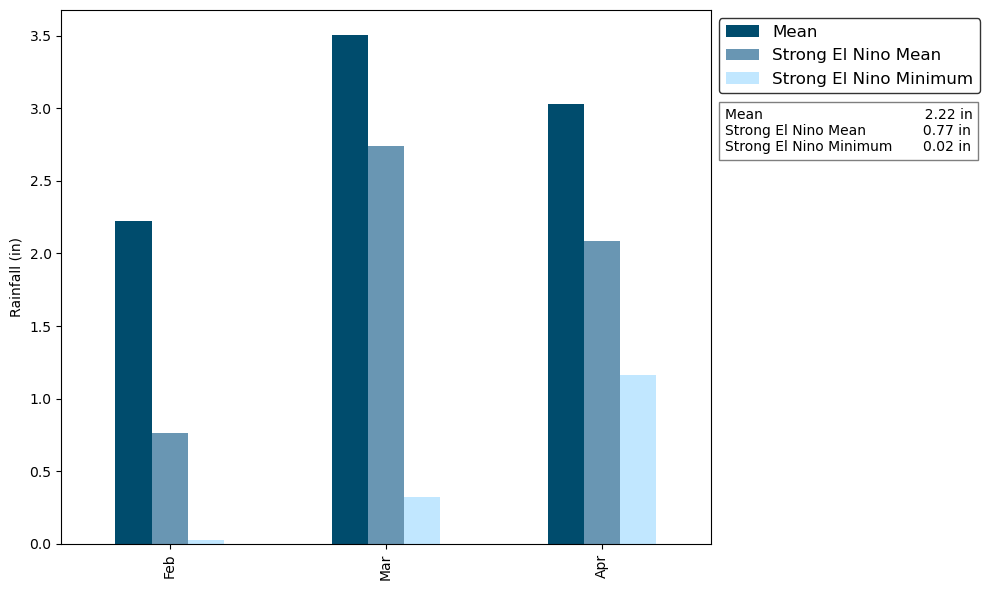 Mean
Strong El Nino Mean
Strong El Nino Minimum
Mean 2.22 in
Strong El Nino Mean 0.77 in
Strong El Nino Minimum 0.02 in
Rainfall (in)
3.5
3.0
2.5
2.0
1.5
1.0
0.5
0.0
Feb
Mar
Apr